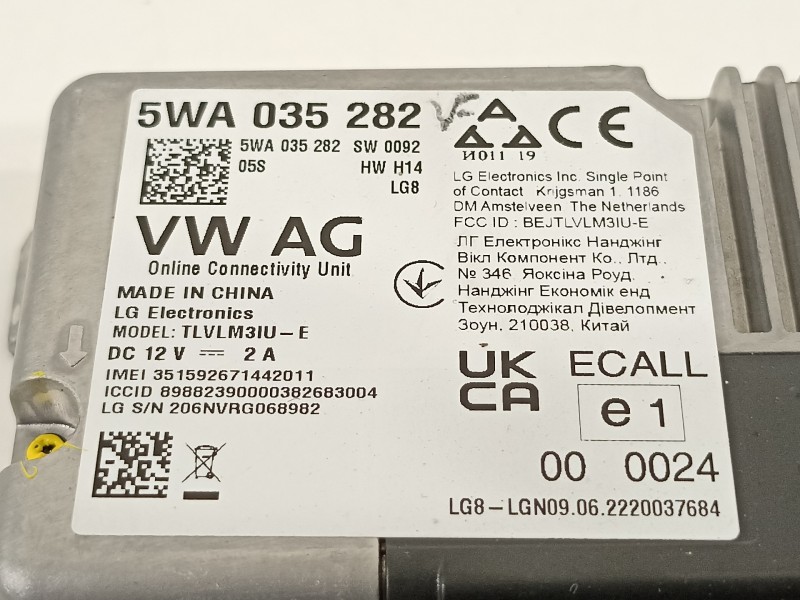 5WA 035 282
5WA 035 282 SW 0092
05S HW H14
LG8
VW AG
Online Connectivity Unit
MADE IN CHINA
LG Electronics
MODEL: TLVLM3IU-E
DC 12 V 2 A
IMEI 351592671442011
ICCID 89882390000382683004
LG S/N 206NVRG068982
И011 19
CE
LG Electronics Inc. Single Point
of Contact Krijgsman 1, 1186
DM Amstelveen The Netherlands
FCC ID : BEJTLVLM3IU-E
ЛГ Електронікс Нанджінг
Вікл Компонент Ко., Лтд.,
№ 346 Яоксіна Роуд,
Нанджінг Економік енд
Технолоджікал Дівелопмент
Зоун, 210038, Китай
UK
CA
ECALL
e1
00 0024
LG8-LGN09.06.2220037684